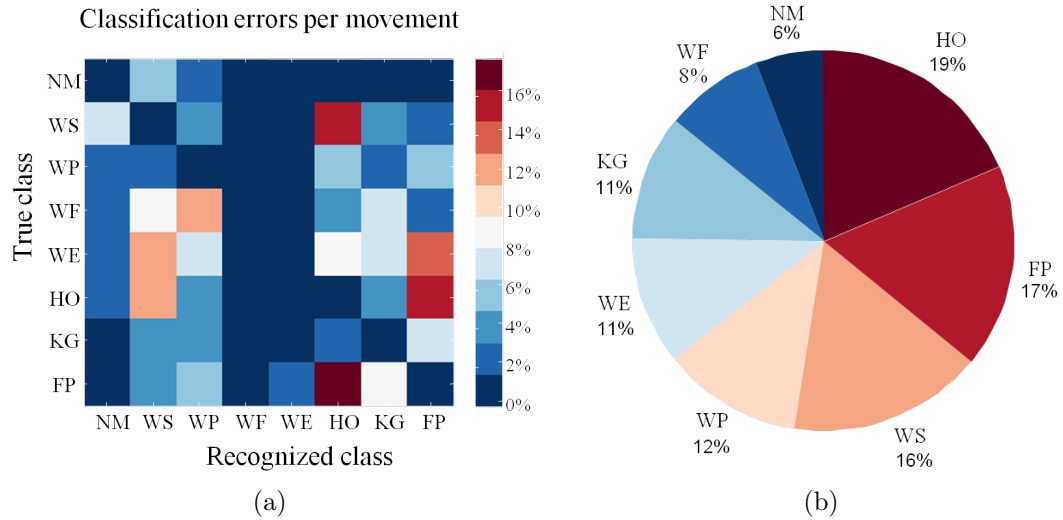 Classification errors per movement
True class
NM
WS
WP
WF
WE
HO
KG
FP
NM WS WP WF WE HO KG FP
Recognized class
16%
14%
12%
10%
8%
6%
4%
2%
0%
(a)
NM
6%
HO
19%
WF
8%
KG
11%
FP
17%
WE
11%
WP
12%
WS
16%
(b)